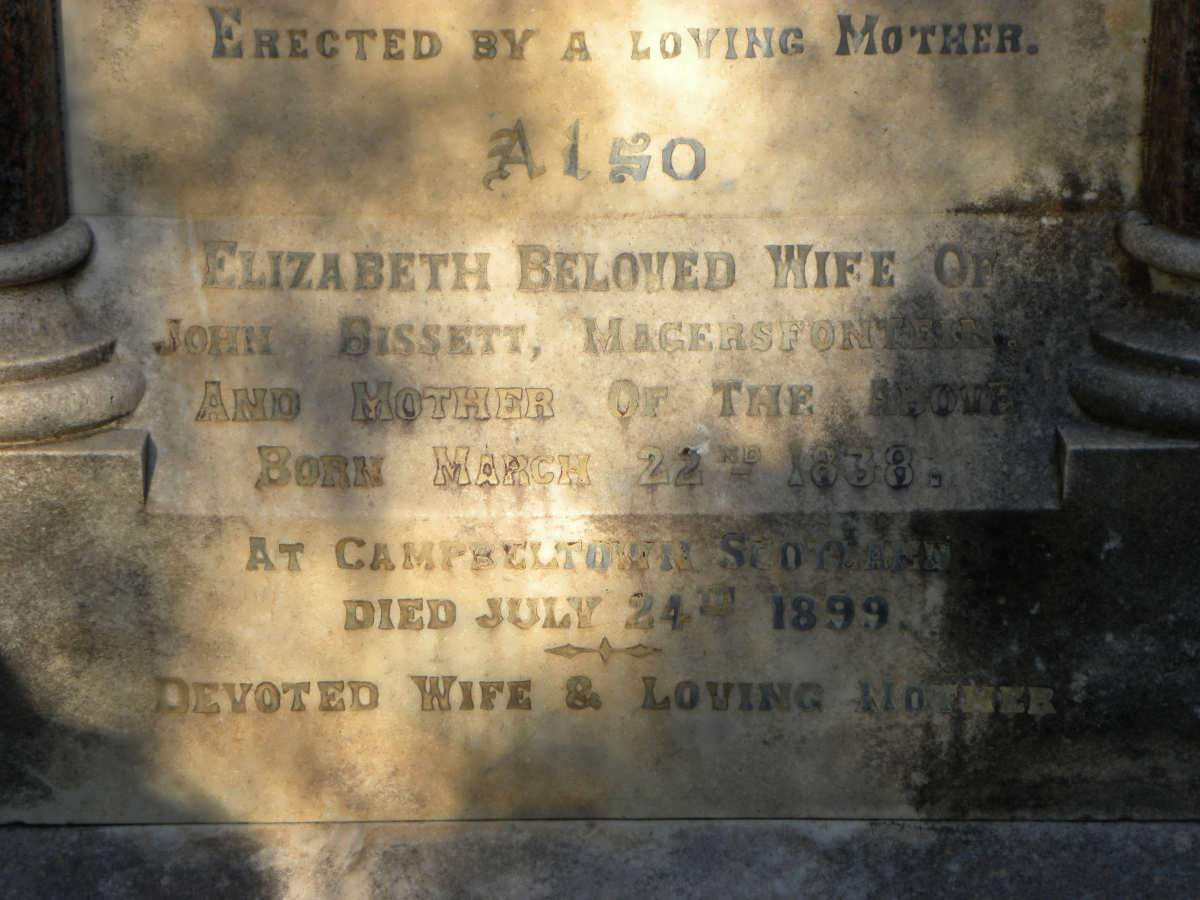 ERECTED BY A LOVING MOTHER.
Also
ELIZABETH BELOVED WIFE OF
JOHN BISSETT, MAGERSFONTEIN.
AND MOTHER OF THE ABOVE
BORN MARCH 22ND 1838.
AT CAMPBELTOWN SCOTLAND
DIED JULY 24TH 1899.
DEVOTED WIFE & LOVING MOTHER